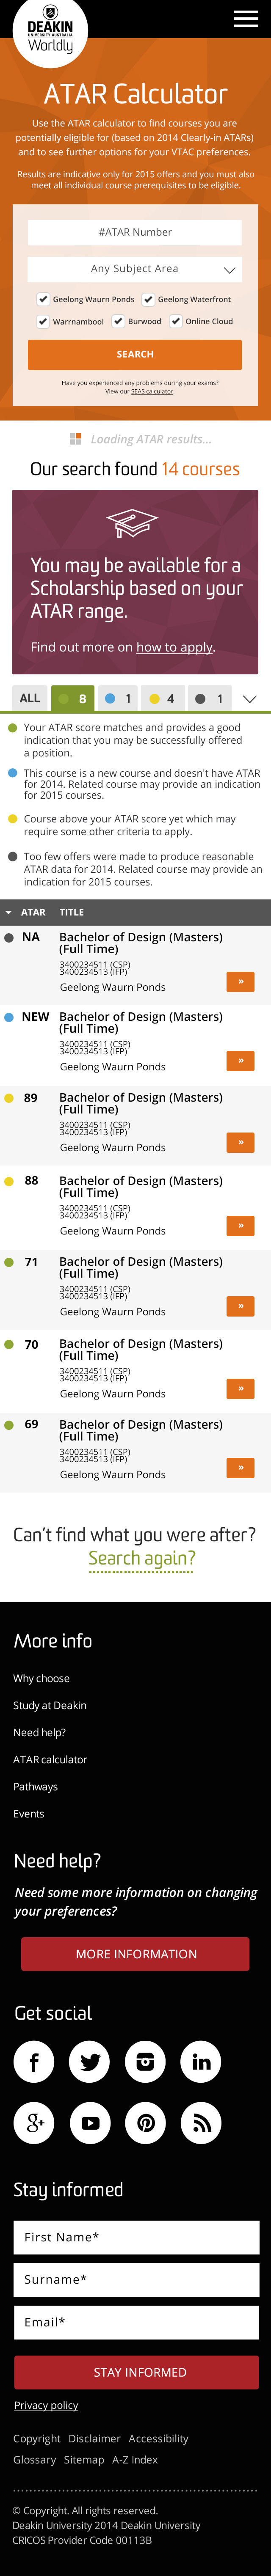 DEAKIN
UNIVERSITY AUSTRALIA
Worldly
ATAR Calculator
Use the ATAR calculator to find courses you are
potentially eligible for (based on 2014 Clearly-in ATARs)
and to see further options for your VTAC preferences.
Results are indicative only for 2015 offers and you must also
meet all individual course prerequisites to be eligible.
#ATAR Number
Any Subject Area
Geelong Waurn Ponds Geelong Waterfront
Warrnambool Burwood Online Cloud
SEARCH
Have you experienced any problems during your exams?
View our SEAS calculator.
Loading ATAR results...
Our search found 14 courses
You may be available for a
Scholarship based on your
ATAR range.
Find out more on how to apply.
ALL 8 1 4 1
Your ATAR score matches and provides a good
indication that you may be successfully offered
a position.
This course is a new course and doesn't have ATAR
for 2014. Related course may provide an indication
for 2015 courses.
Course above your ATAR score yet which may
require some other criteria to apply.
Too few offers were made to produce reasonable
ATAR data for 2014. Related course may provide an
indication for 2015 courses.
ATAR TITLE
NA Bachelor of Design (Masters)
(Full Time)
3400234511 (CSP)
3400234513 (IFP)
Geelong Waurn Ponds »
NEW Bachelor of Design (Masters)
(Full Time)
3400234511 (CSP)
3400234513 (IFP)
Geelong Waurn Ponds »
89 Bachelor of Design (Masters)
(Full Time)
3400234511 (CSP)
3400234513 (IFP)
Geelong Waurn Ponds »
88 Bachelor of Design (Masters)
(Full Time)
3400234511 (CSP)
3400234513 (IFP)
Geelong Waurn Ponds »
71 Bachelor of Design (Masters)
(Full Time)
3400234511 (CSP)
3400234513 (IFP)
Geelong Waurn Ponds »
70 Bachelor of Design (Masters)
(Full Time)
3400234511 (CSP)
3400234513 (IFP)
Geelong Waurn Ponds »
69 Bachelor of Design (Masters)
(Full Time)
3400234511 (CSP)
3400234513 (IFP)
Geelong Waurn Ponds »
Can't find what you were after?
Search again?
More info
Why choose
Study at Deakin
Need help?
ATAR calculator
Pathways
Events
Need help?
Need some more information on changing
your preferences?
MORE INFORMATION
Get social
Stay informed
First Name*
Surname*
Email*
STAY INFORMED
Privacy policy
Copyright Disclaimer Accessibility
Glossary Sitemap A-Z Index
© Copyright. All rights reserved.
Deakin University 2014 Deakin University
CRICOS Provider Code 00113B